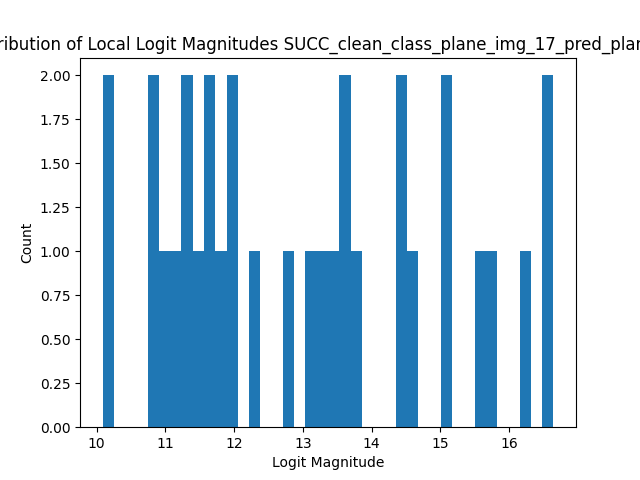 ribution of Local Logit Magnitudes SUCC_clean_class_plane_img_17_pred_plan
2.00
1.75
1.50
1.25
1.00
0.75
0.50
0.25
0.00
Count
10 11 12 13 14 15 16
Logit Magnitude